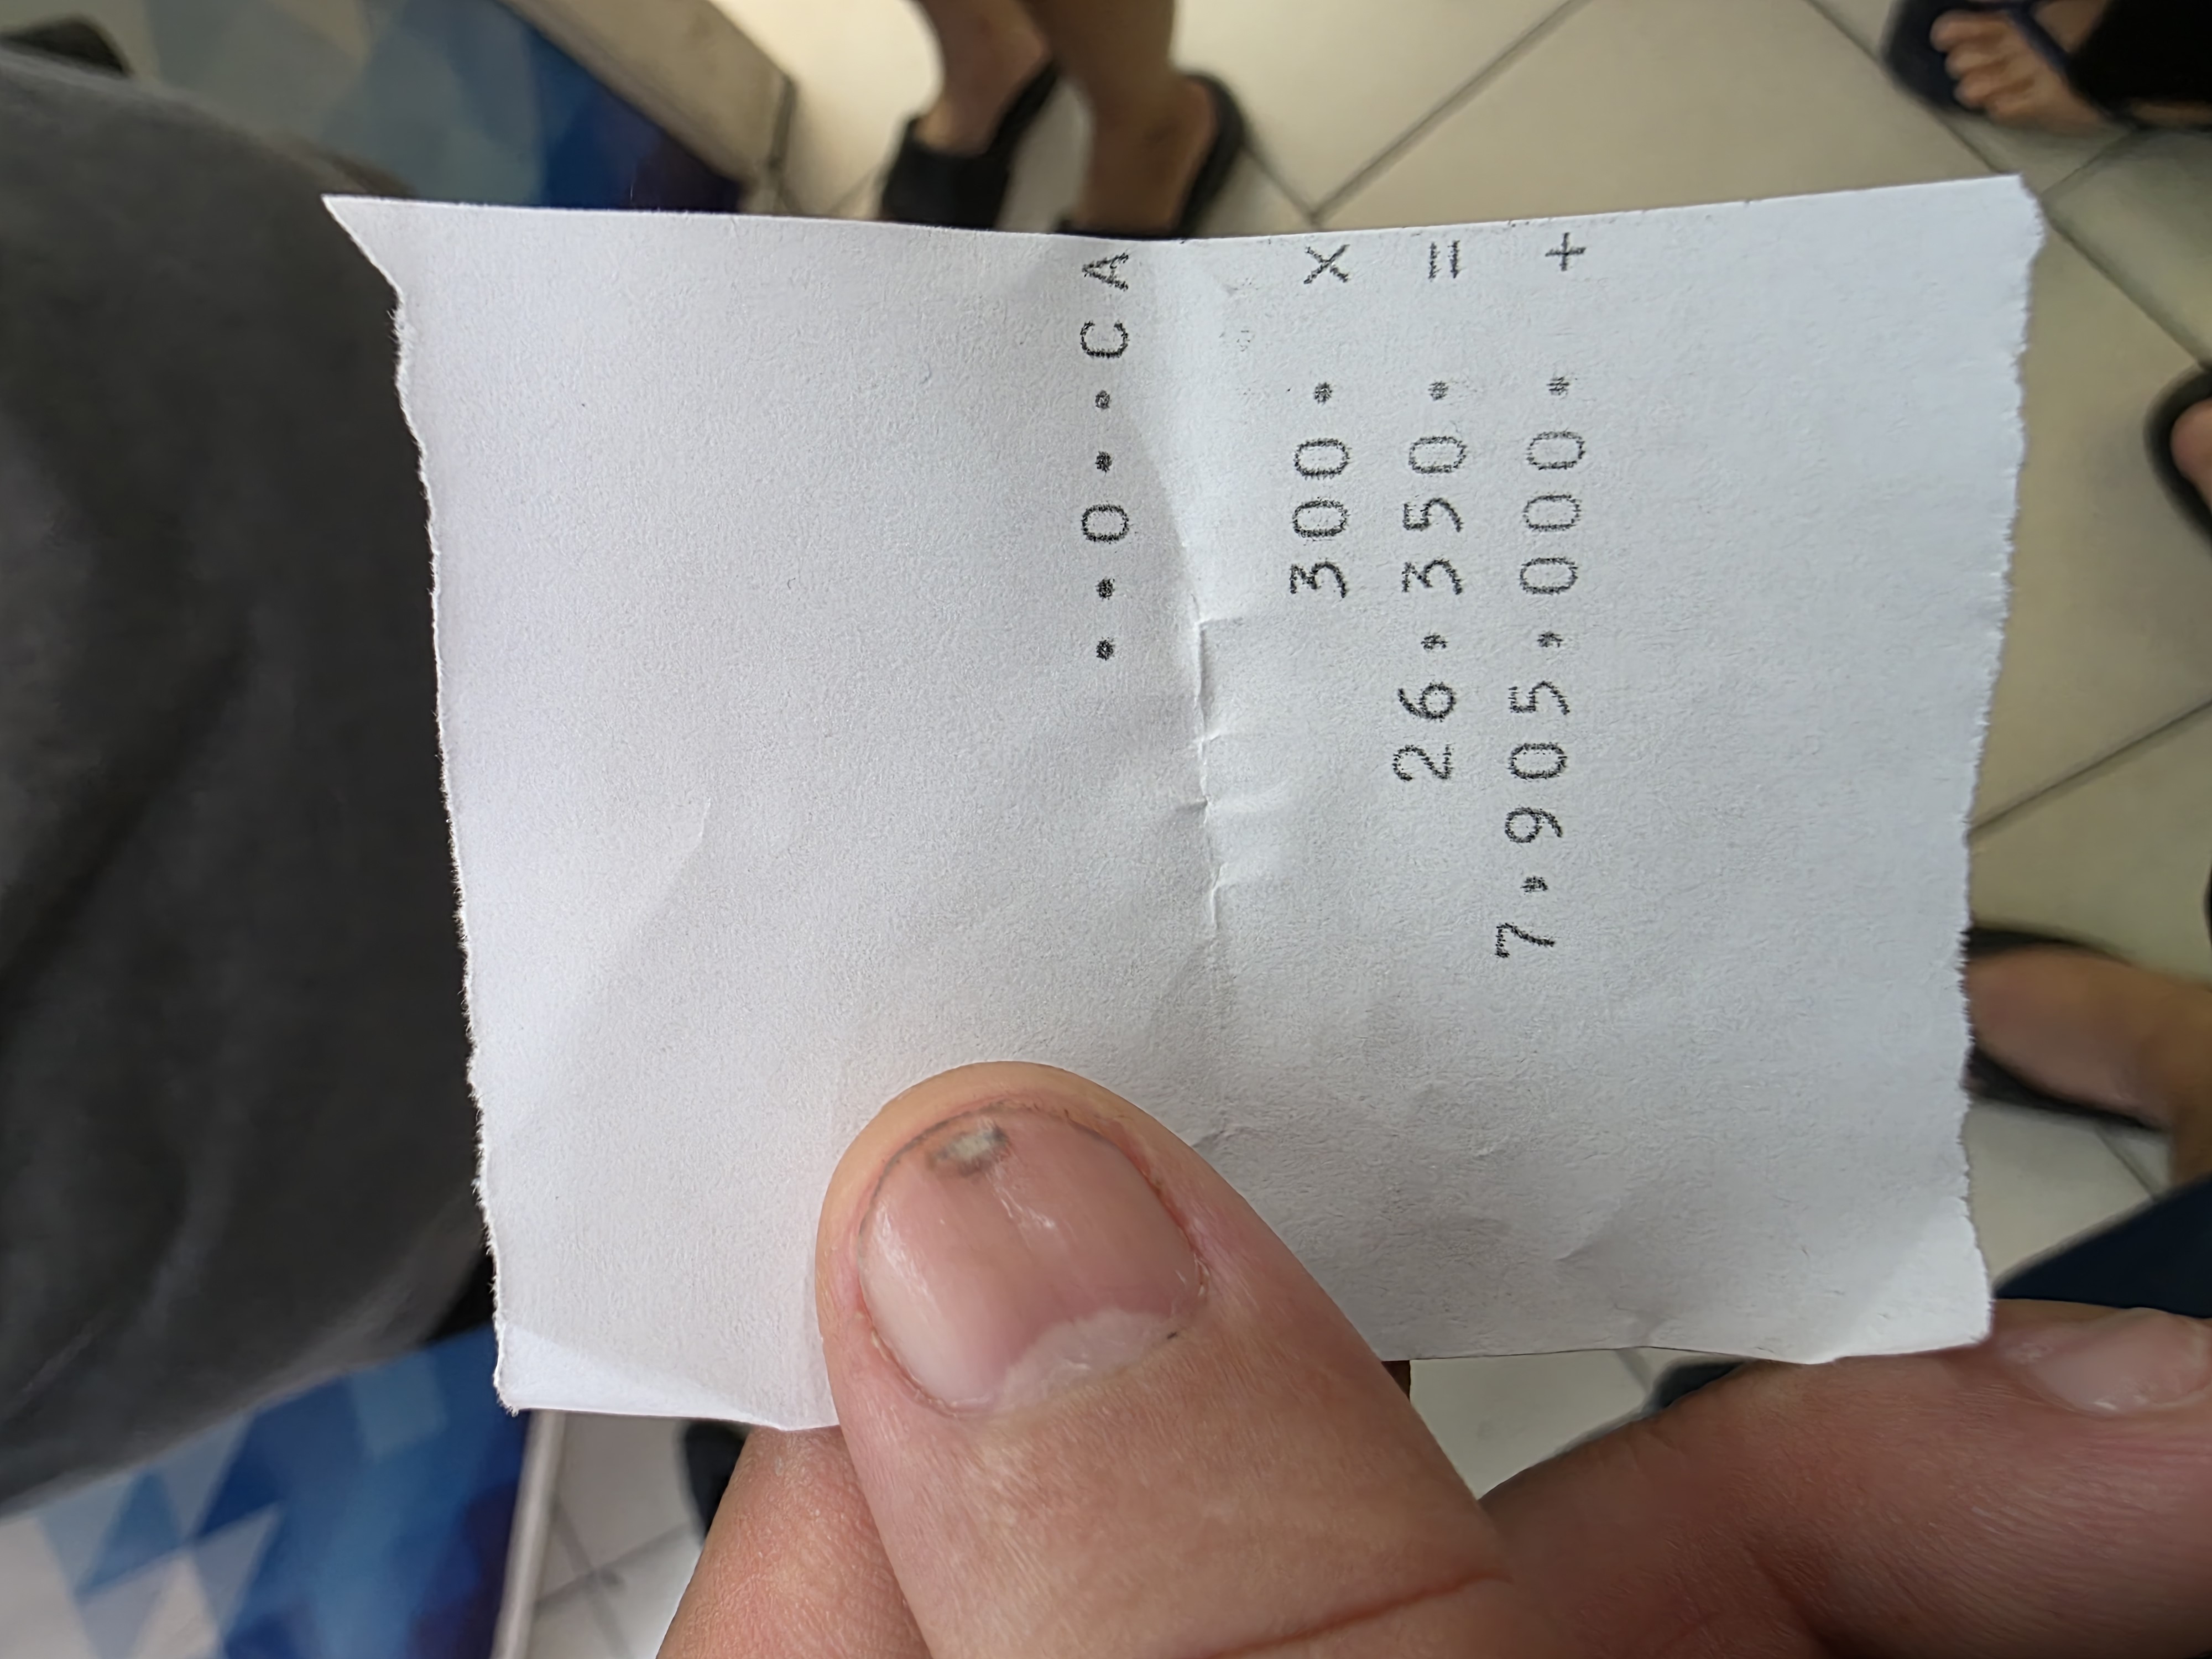 ··0··CA
300· X
26,350· =
7,905,000· +